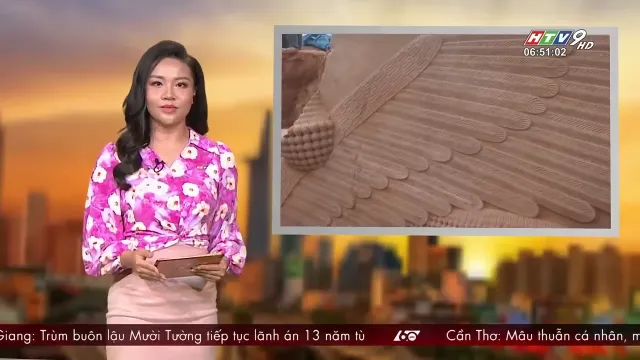 HTV9 HD
06:51:02
Giang: Trùm buôn lậu Mười Tường tiếp tục lãnh án 13 năm tù 60 Cần Thơ: Mâu thuẫn cá nhân,